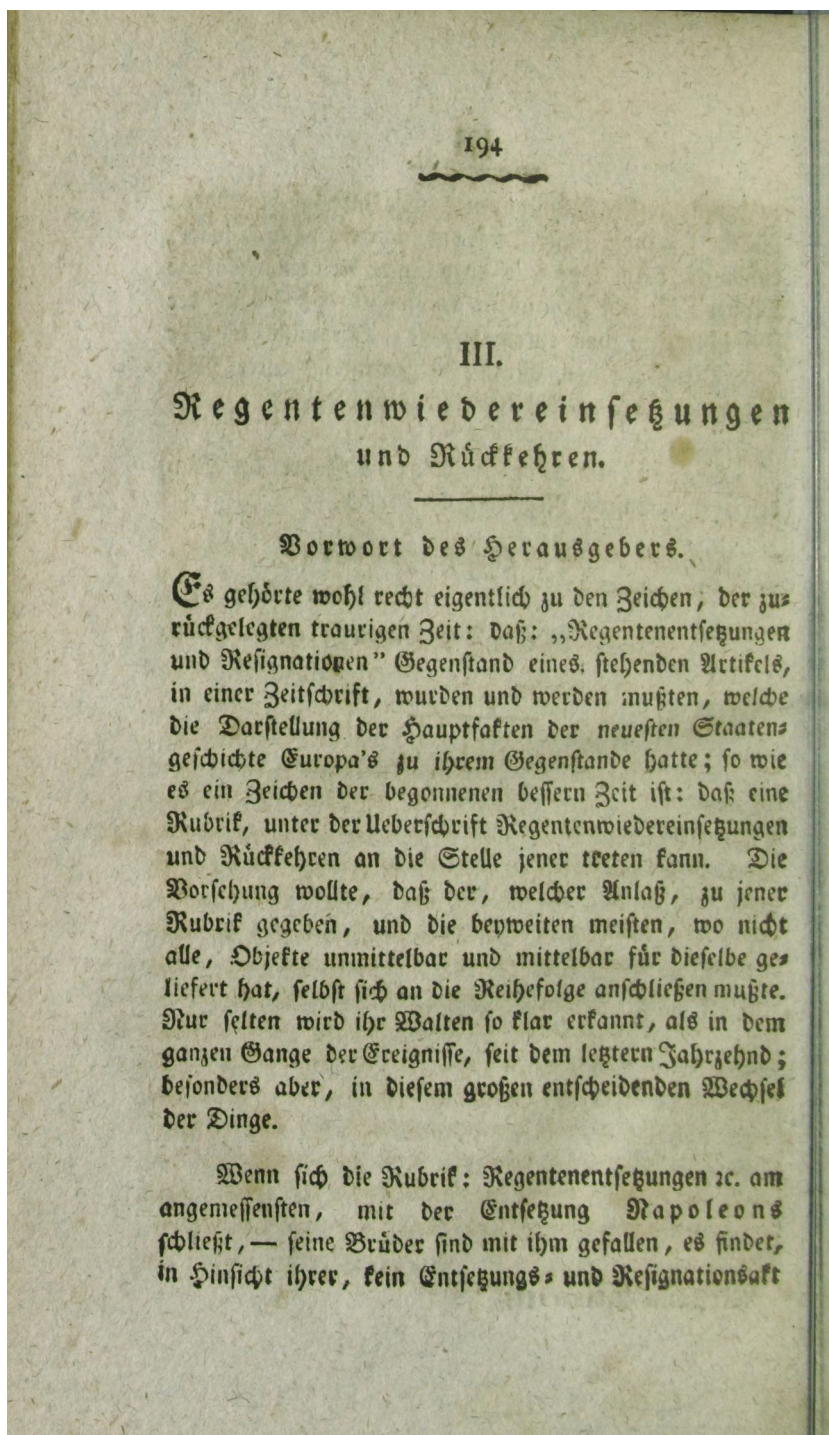 194
III.
Regentenwiedereinsetzungen
und Rückkehren.
Vorwort des Herausgebers.
Es gehörte wohl recht eigentlich zu den Zeichen, der zu-
rückgelegten traurigen Zeit: daß: „Regentenentsetzungen
und Resignationen” Gegenstand eines, stehenden Artikels,
in einer Zeitschrift, wurden und werden mußten, welche
die Darstellung der Hauptfakten der neuesten Staaten-
geschichte Europa's zu ihrem Gegenstande hatte; so wie
es ein Zeichen der begonnenen bessern Zeit ist: daß eine
Rubrik, unter der Ueberschrift Regentenwiedereinsetzungen
und Rückkehren an die Stelle jener treten kann. Die
Vorsehung wollte, daß der, welcher Anlaß, zu jener
Rubrik gegeben, und die beyweiten meisten, wo nicht
alle, Objekte unmittelbar und mittelbar für dieselbe ge-
liefert hat, selbst sich an die Reihefolge anschließen mußte.
Nur selten wird ihr Walten so klar erkannt, als in dem
ganzen Gange der Ereignisse, seit dem letztern Jahrzehnd;
besonders aber, in diesem großen entscheidenden Wechsel
der Dinge.
Wenn sich die Rubrik: Regentenentsetzungen ꝛc. am
angemessensten, mit der Entsetzung Napoleons
schließt, — seine Brüder sind mit ihm gefallen, es findet,
in Hinsicht ihrer, kein Entsetzungs- und Resignationsakt